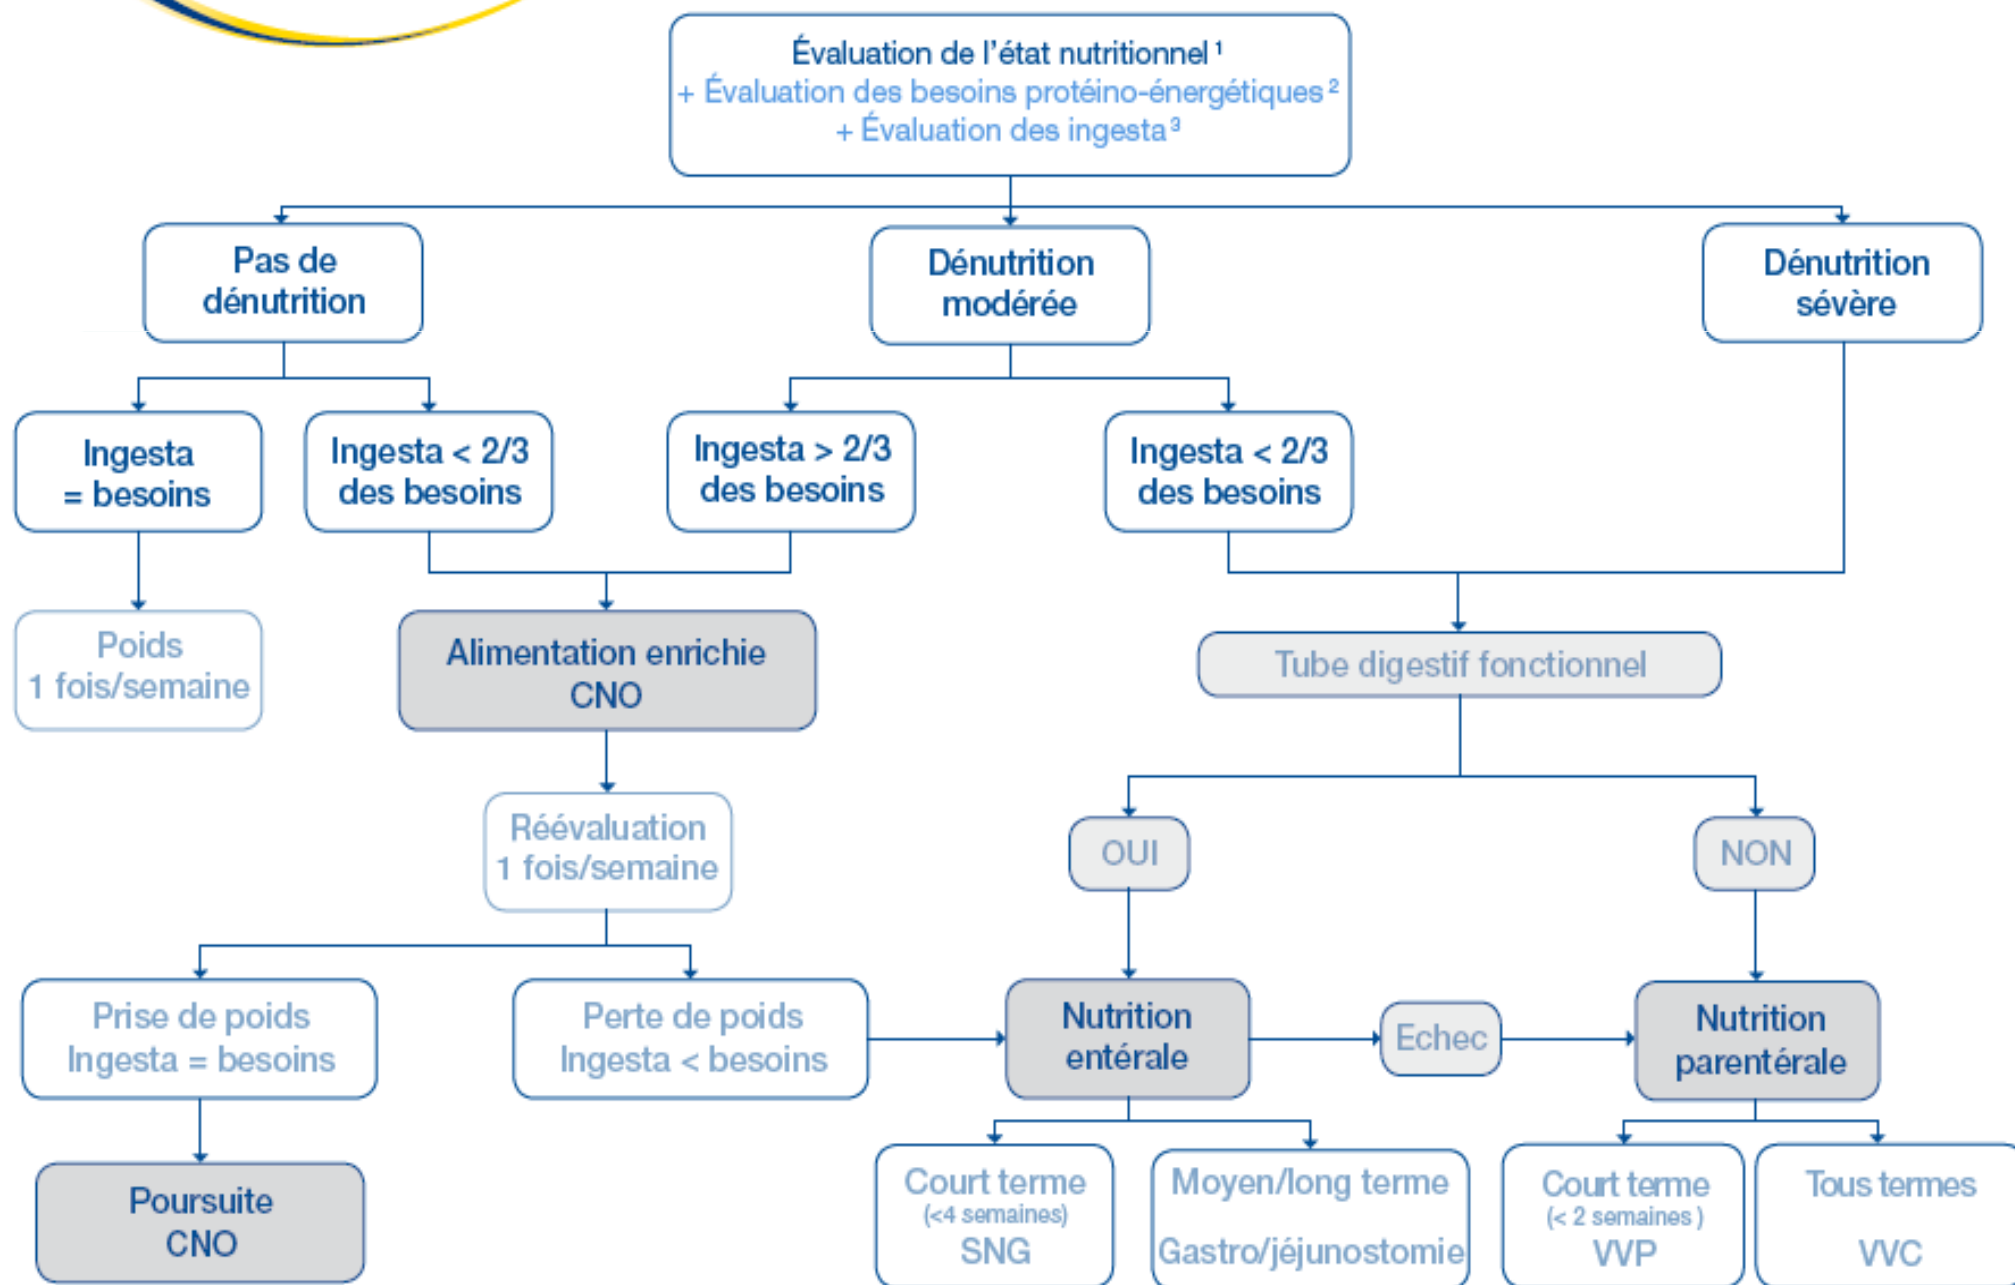 Évaluation de l'état nutritionnel ¹
+ Évaluation des besoins protéino-énergétiques ²
+ Évaluation des ingesta ³
Pas de
dénutrition
Dénutrition
modérée
Dénutrition
sévère
Ingesta
= besoins
Ingesta < 2/3
des besoins
Ingesta > 2/3
des besoins
Ingesta < 2/3
des besoins
Poids
1 fois/semaine
Alimentation enrichie
CNO
Tube digestif fonctionnel
Réévaluation
1 fois/semaine
OUI
NON
Prise de poids
Ingesta = besoins
Perte de poids
Ingesta < besoins
Nutrition
entérale
Echec
Nutrition
parentérale
Poursuite
CNO
Court terme
(<4 semaines)
SNG
Moyen/long terme
Gastro/jéjunostomie
Court terme
(< 2 semaines )
VVP
Tous termes
VVC